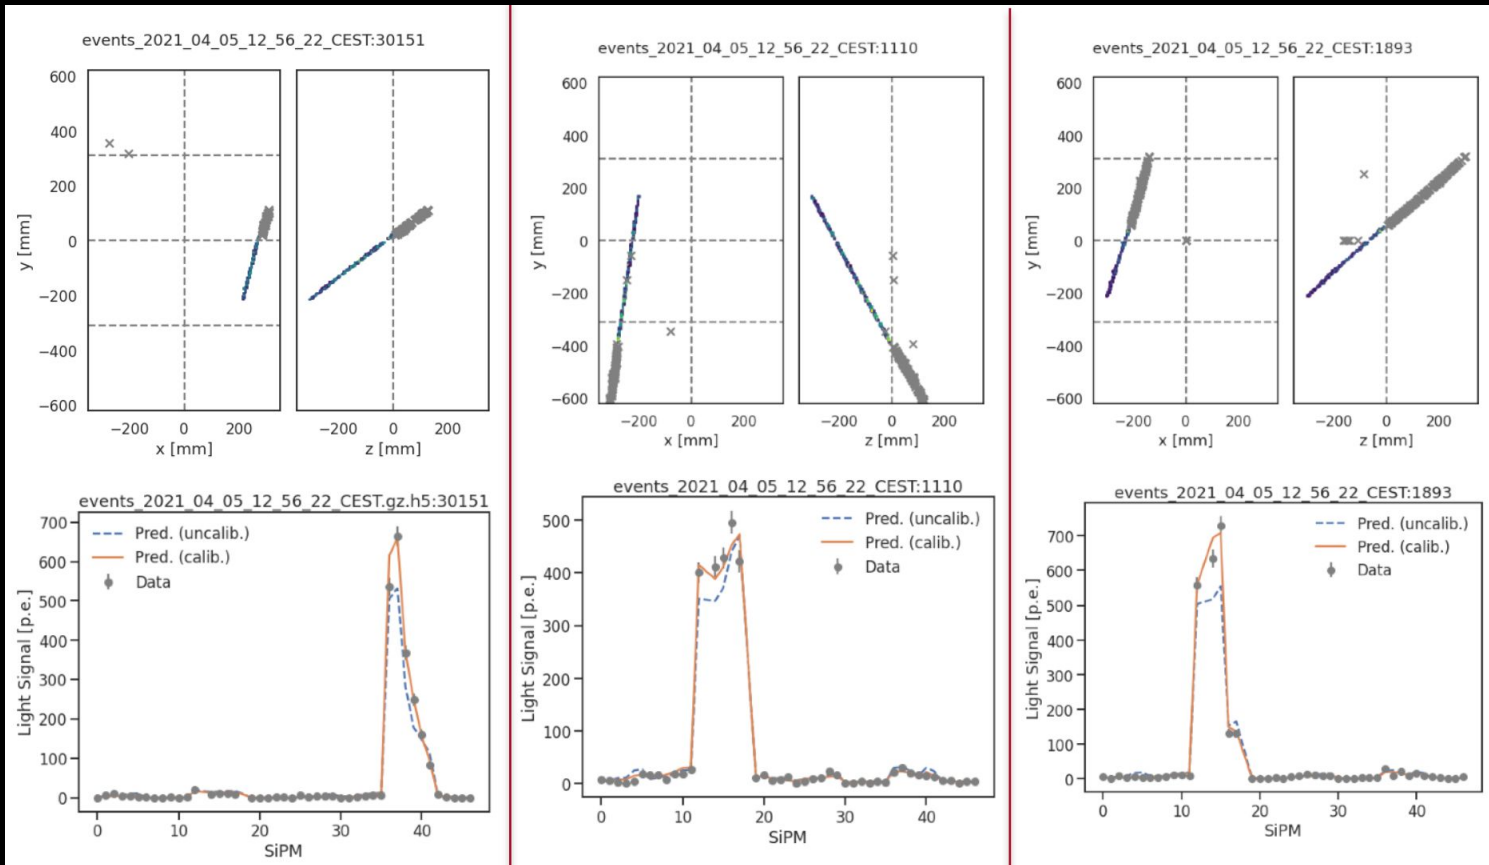 events_2021_04_05_12_56_22_CEST:30151
600
400
200
0
−200
−400
−600
y [mm]
−200 0 200
x [mm]
−200 0 200
z [mm]
events_2021_04_05_12_56_22_CEST.gz.h5:30151
700
600
500
400
300
200
100
0
Light Signal [p.e.]
Pred. (uncalib.)
Pred. (calib.)
Data
0 10 20 30 40
SiPM
events_2021_04_05_12_56_22_CEST:1110
600
400
200
0
−200
−400
−600
y [mm]
−200 0 200
x [mm]
−200 0 200
z [mm]
events_2021_04_05_12_56_22_CEST:1110
500
400
300
200
100
0
Light Signal [p.e.]
Pred. (uncalib.)
Pred. (calib.)
Data
0 10 20 30 40
SiPM
events_2021_04_05_12_56_22_CEST:1893
600
400
200
0
−200
−400
−600
y [mm]
−200 0 200
x [mm]
−200 0 200
z [mm]
events_2021_04_05_12_56_22_CEST:1893
700
600
500
400
300
200
100
0
Light Signal [p.e.]
Pred. (uncalib.)
Pred. (calib.)
Data
0 10 20 30 40
SiPM